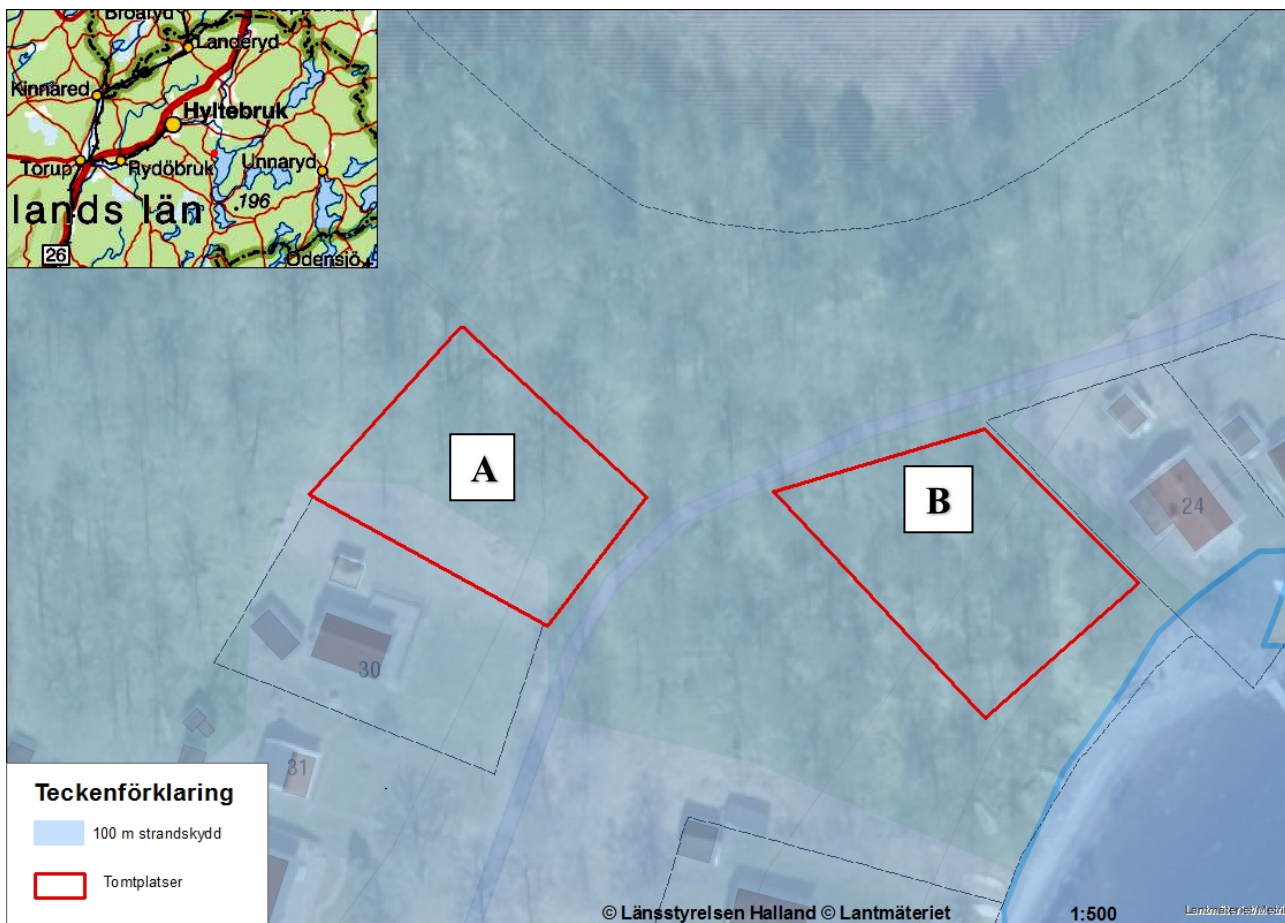 Landeryd
Kinnared
Hyltebruk
Torup
Rydöbruk
Unnaryd
196
lands län
26
Odensjö
A
B
24
30
31
Teckenförklaring
100 m strandskydd
Tomtplatser
© Länsstyrelsen Halland © Lantmäteriet
1:500